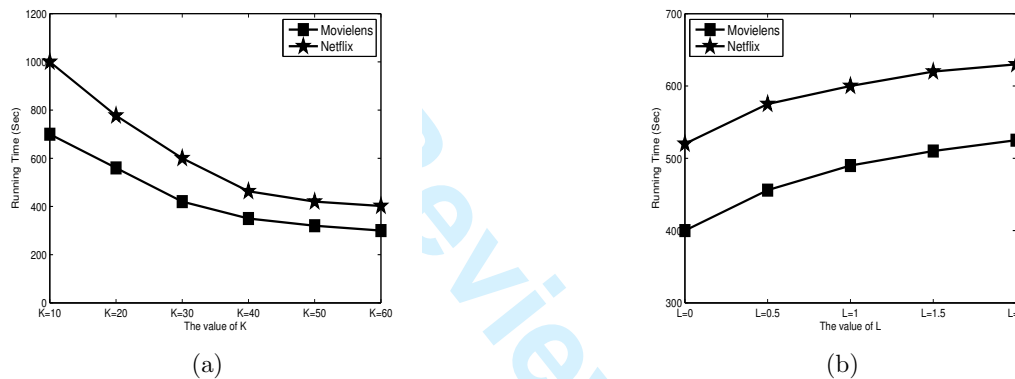 1200
1000
800
600
400
200
0
Running Time (Sec)
Movielens
Netflix
K=10 K=20 K=30 K=40 K=50 K=60
The value of K
(a)
eview
700
600
500
400
300
Running Time (Sec)
Movielens
Netflix
L=0 L=0.5 L=1 L=1.5 L=
The value of L
(b)